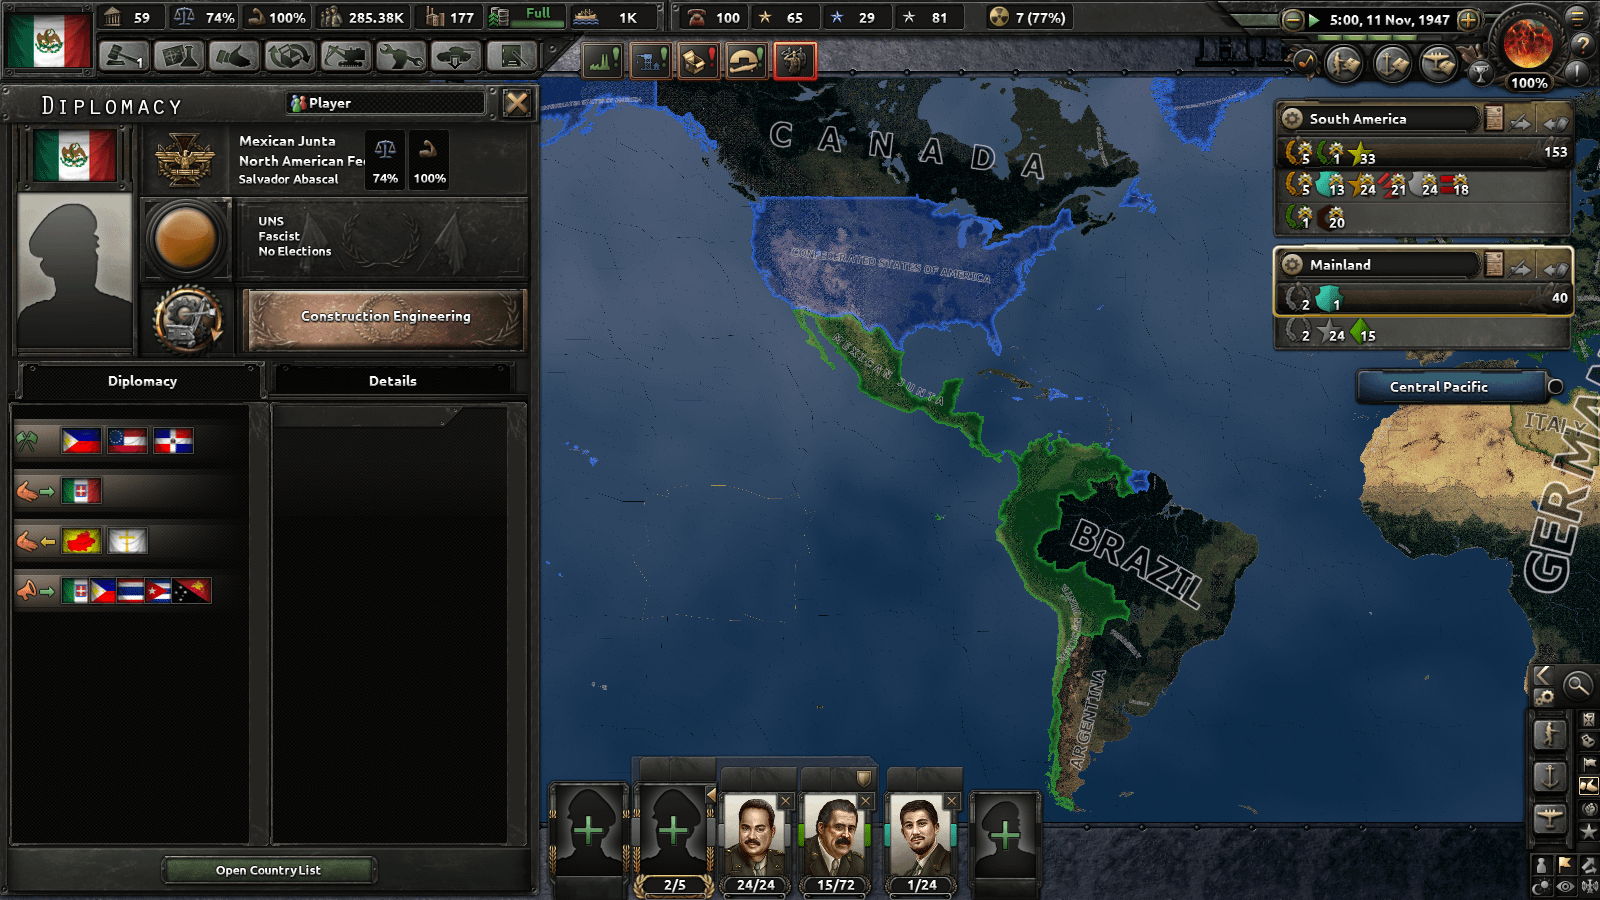 59
74%
100%
285.38K
177
Full
1K
100
65
29
81
7 (77%)
5:00, 11 Nov, 1947
1
100%
DIPLOMACY
Player
Mexican Junta
North American Fe
Salvador Abascal
74%
100%
UNS
Fascist
No Elections
Construction Engineering
Diplomacy
Details
Open Country List
CANADA
CONFEDERATED STATES OF AMERICA
MEXICAN JUNTA
BRAZIL
ARGENTINA
ITALY
GERMA
South America
5
1
33
153
5
13
24
21
24
18
1
20
Mainland
2
1
40
2
24
15
Central Pacific
2/5
24/24
15/72
1/24